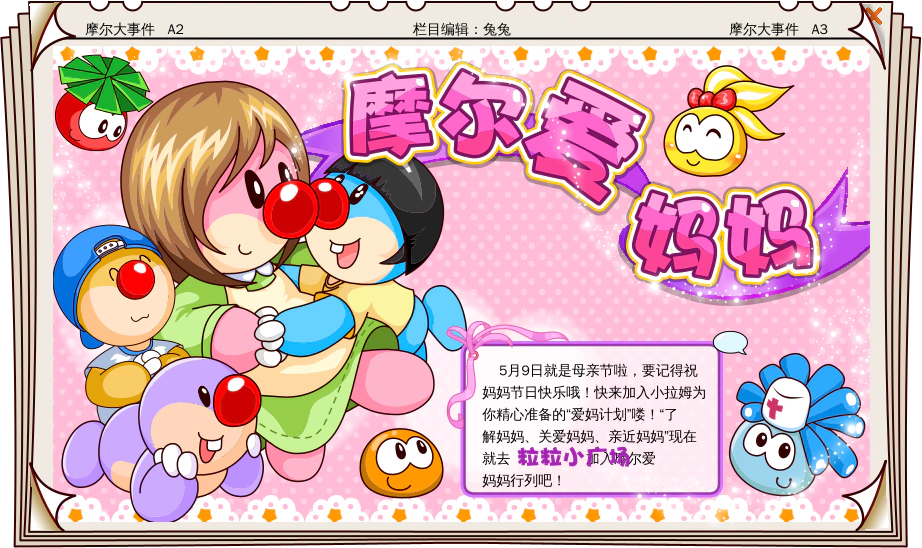 摩尔大事件 A2
栏目编辑：兔兔
摩尔大事件 A3
摩尔爱
妈妈
5月9日就是母亲节啦，要记得祝
妈妈节日快乐哦！快来加入小拉姆为
你精心准备的“爱妈计划”喽！“了
解妈妈、关爱妈妈、亲近妈妈”现在
就去 粒粒小广场 加入摩尔爱
妈妈行列吧！